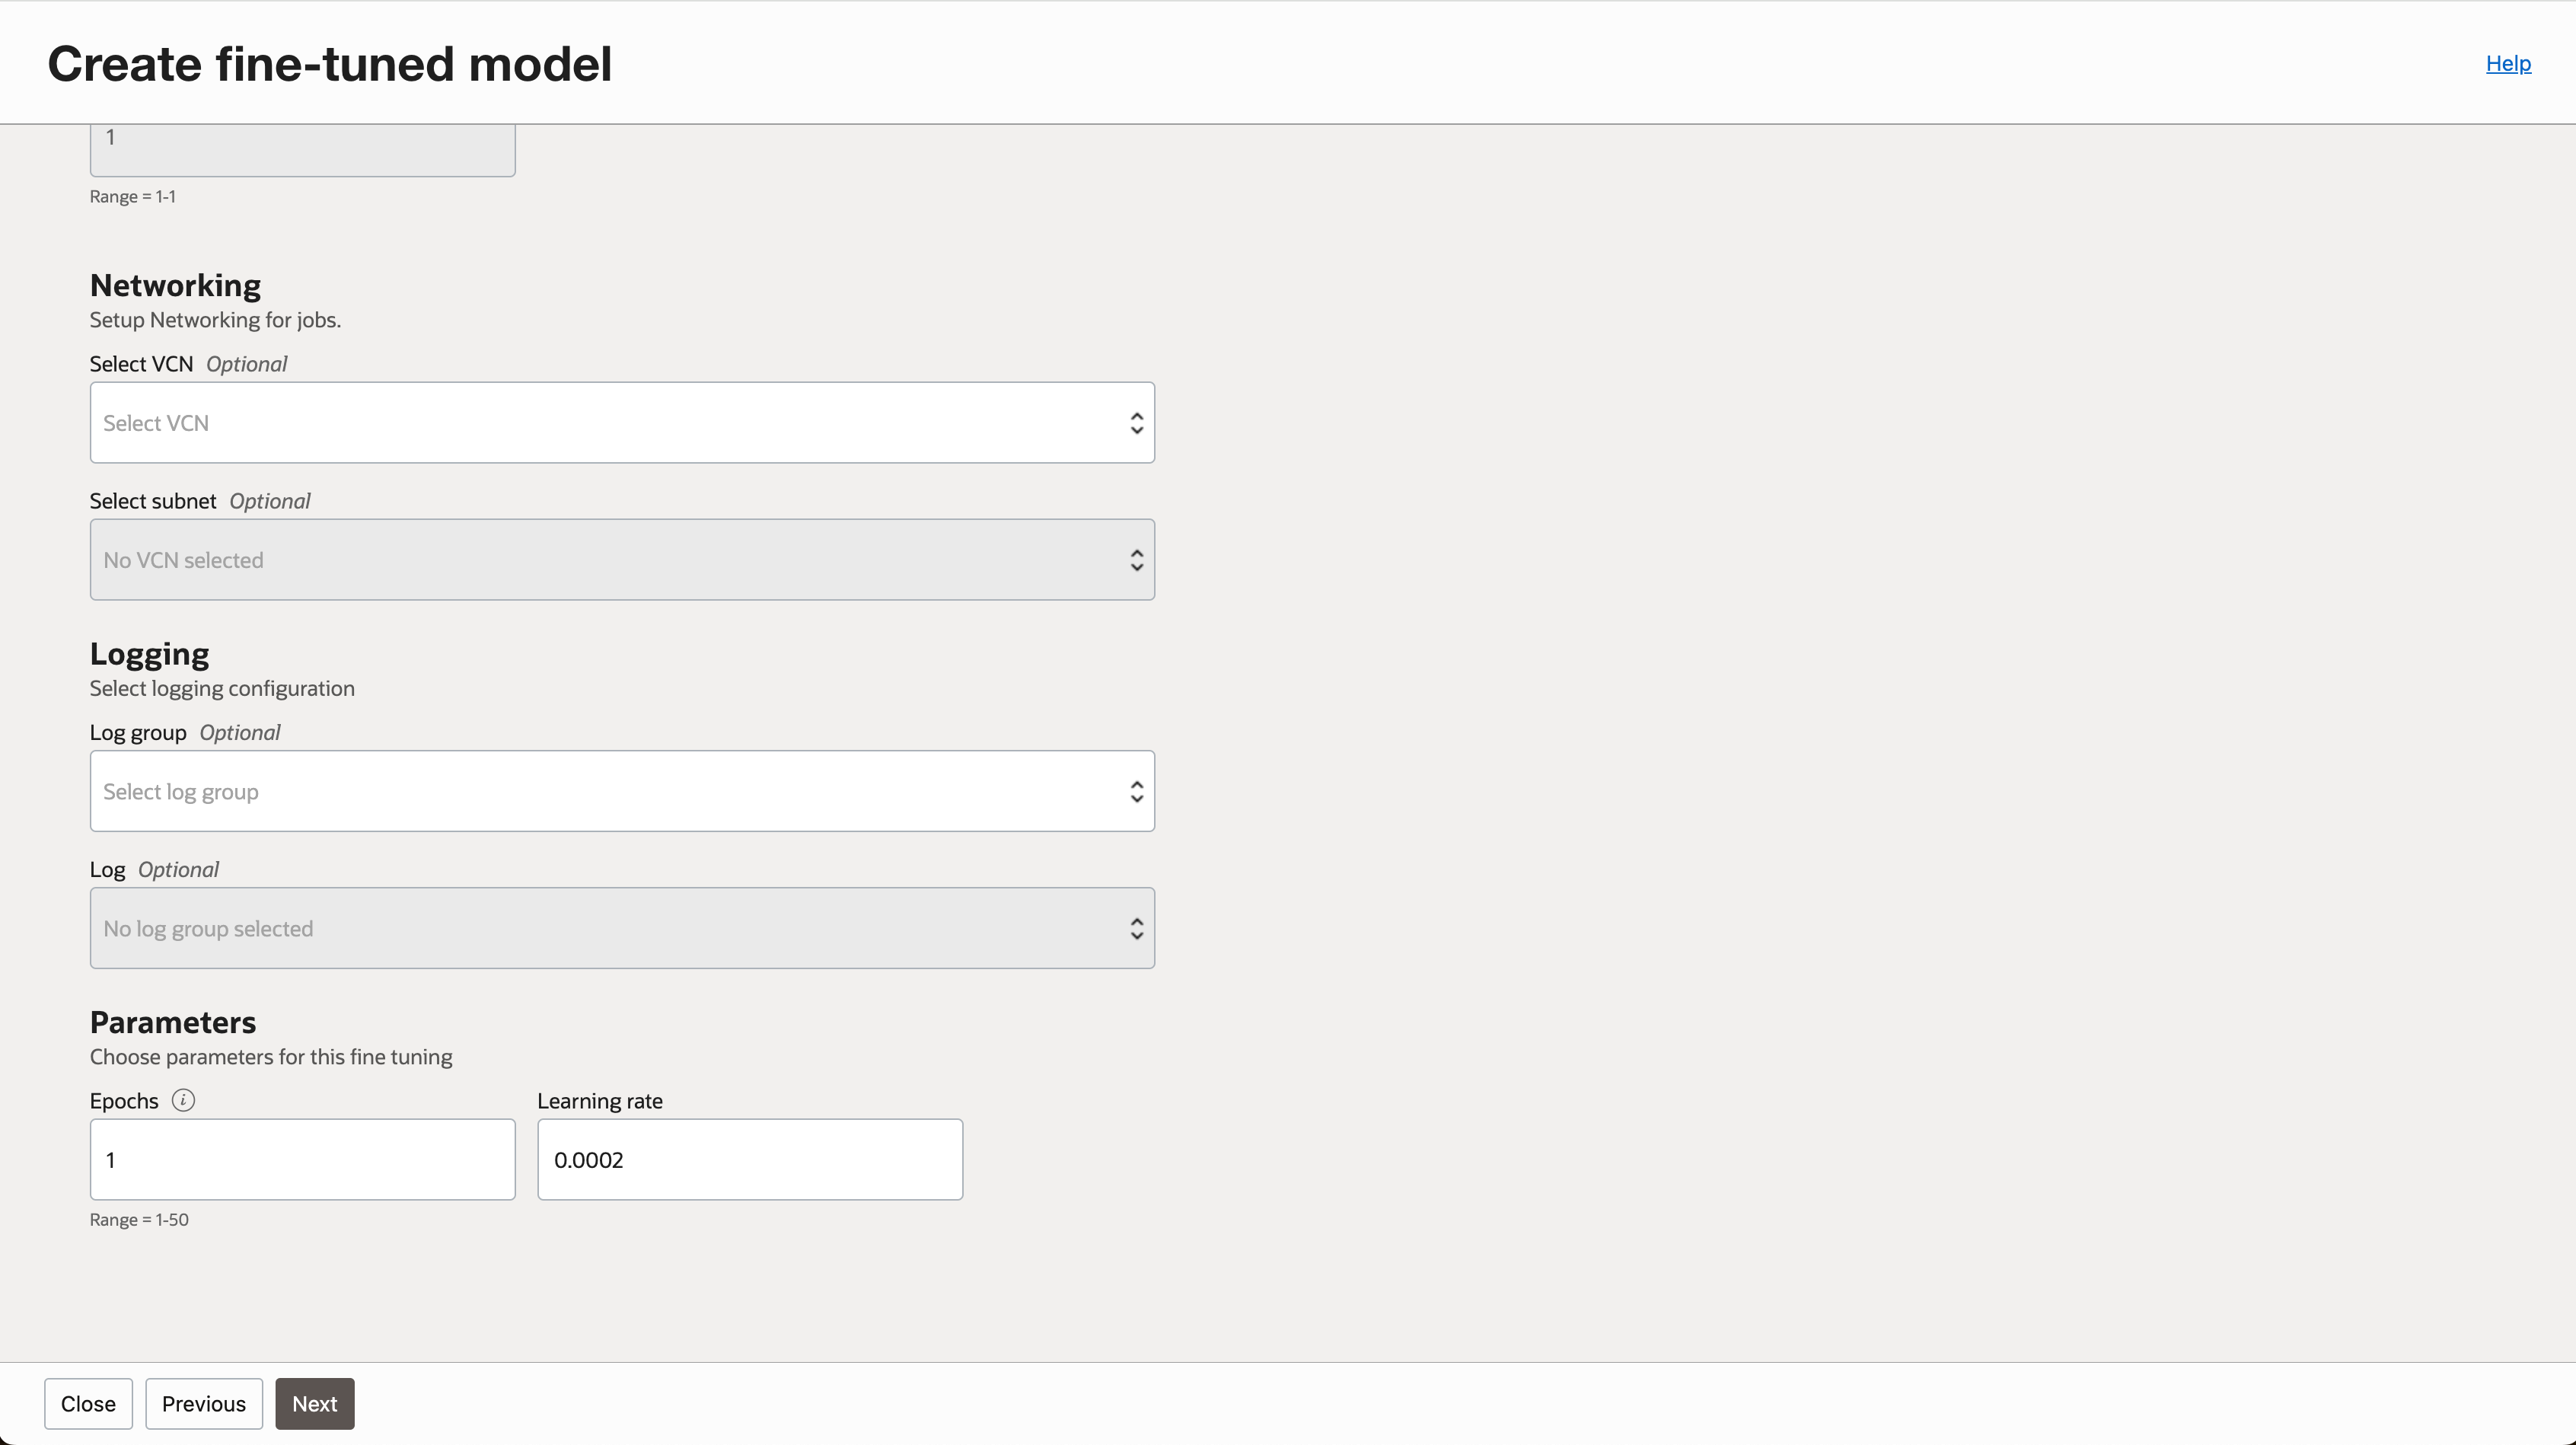 Create fine-tuned model
Help
1
Range = 1-1
Networking
Setup Networking for jobs.
Select VCN Optional
Select VCN
Select subnet Optional
No VCN selected
Logging
Select logging configuration
Log group Optional
Select log group
Log Optional
No log group selected
Parameters
Choose parameters for this fine tuning
Epochs i Learning rate
1 0.0002
Range = 1-50
Close Previous Next